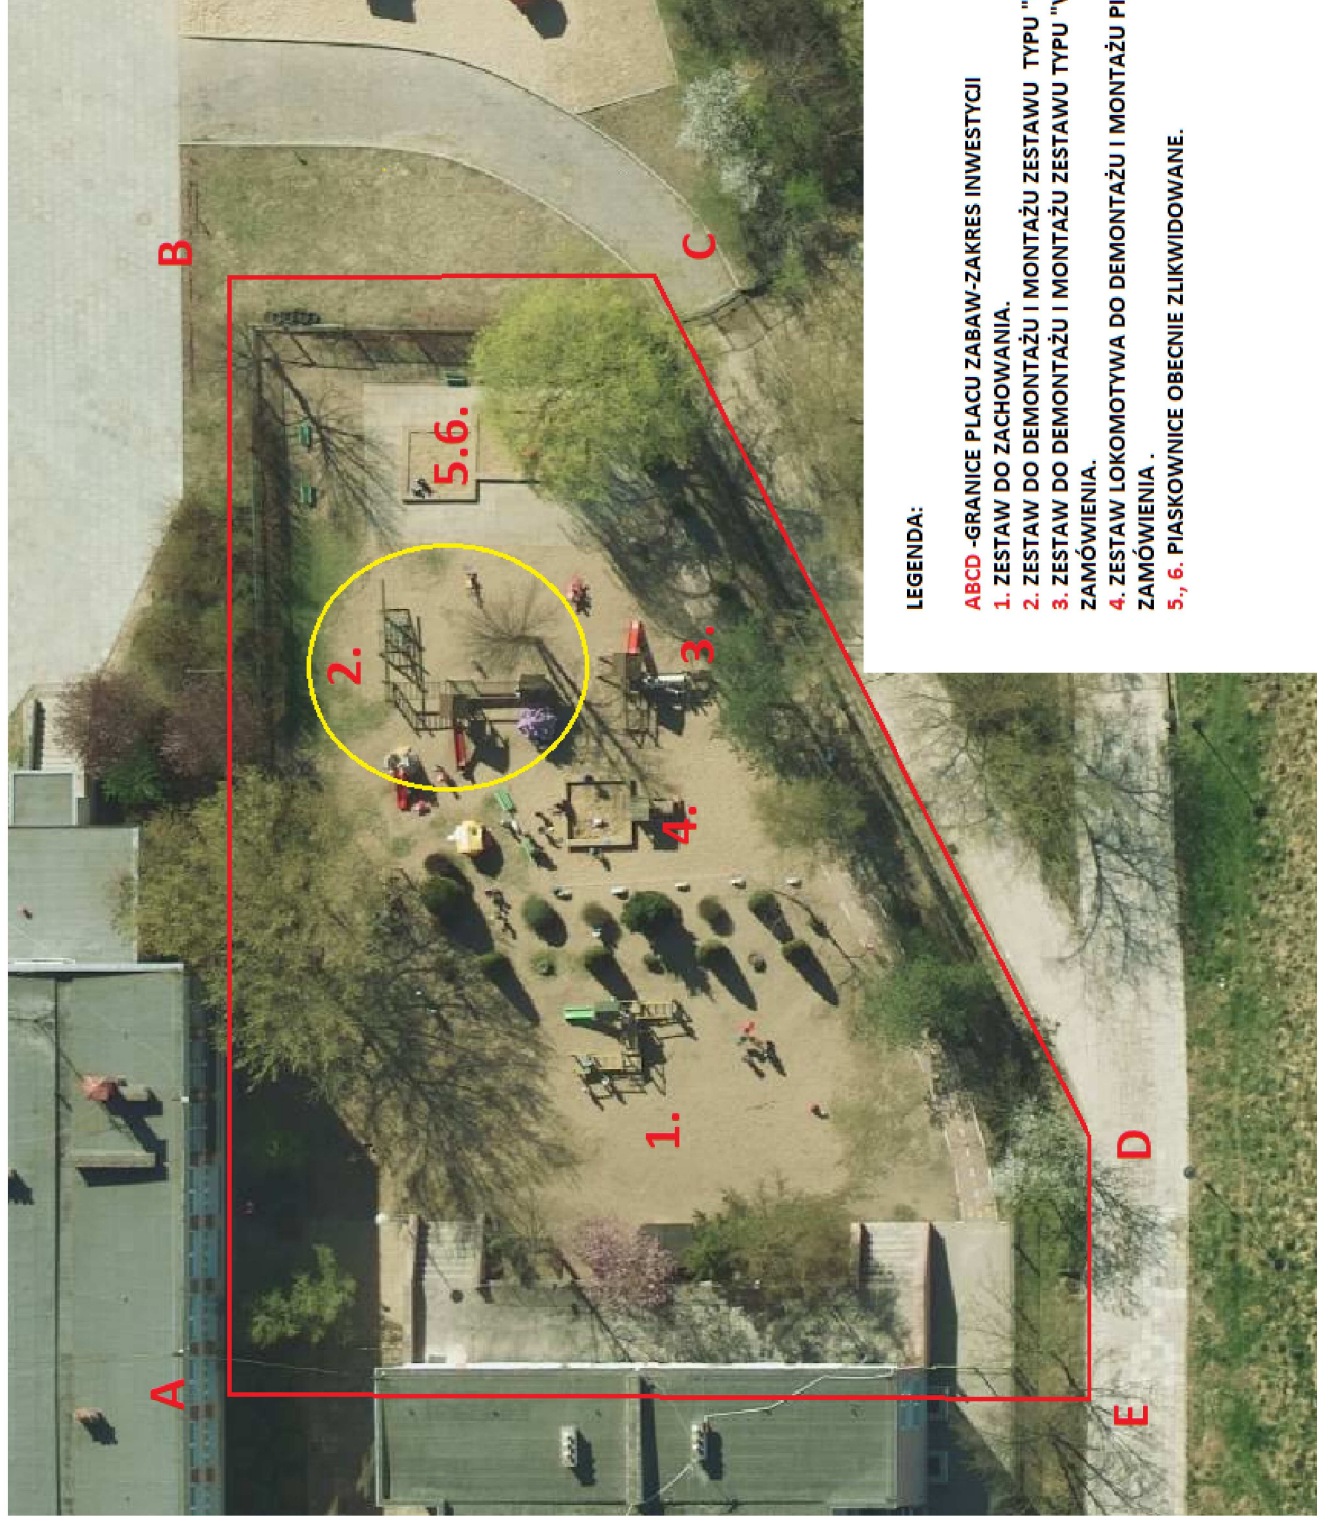 A
B
C
D
E
1.
2.
3.
4.
5.6.
LEGENDA:
ABCD -GRANICE PLACU ZABAW-ZAKRES INWESTYCJI
1. ZESTAW DO ZACHOWANIA.
2. ZESTAW DO DEMONTAŻU I MONTAŻU ZESTAWU TYPU "
3. ZESTAW DO DEMONTAŻU I MONTAŻU ZESTAWU TYPU
ZAMÓWIENIA.
4. ZESTAW LOKOMOTYWA DO DEMONTAŻU I MONTAŻU
ZAMÓWIENIA .
5., 6. PIASKOWNICE OBECNIE ZLIKWIDOWANE.